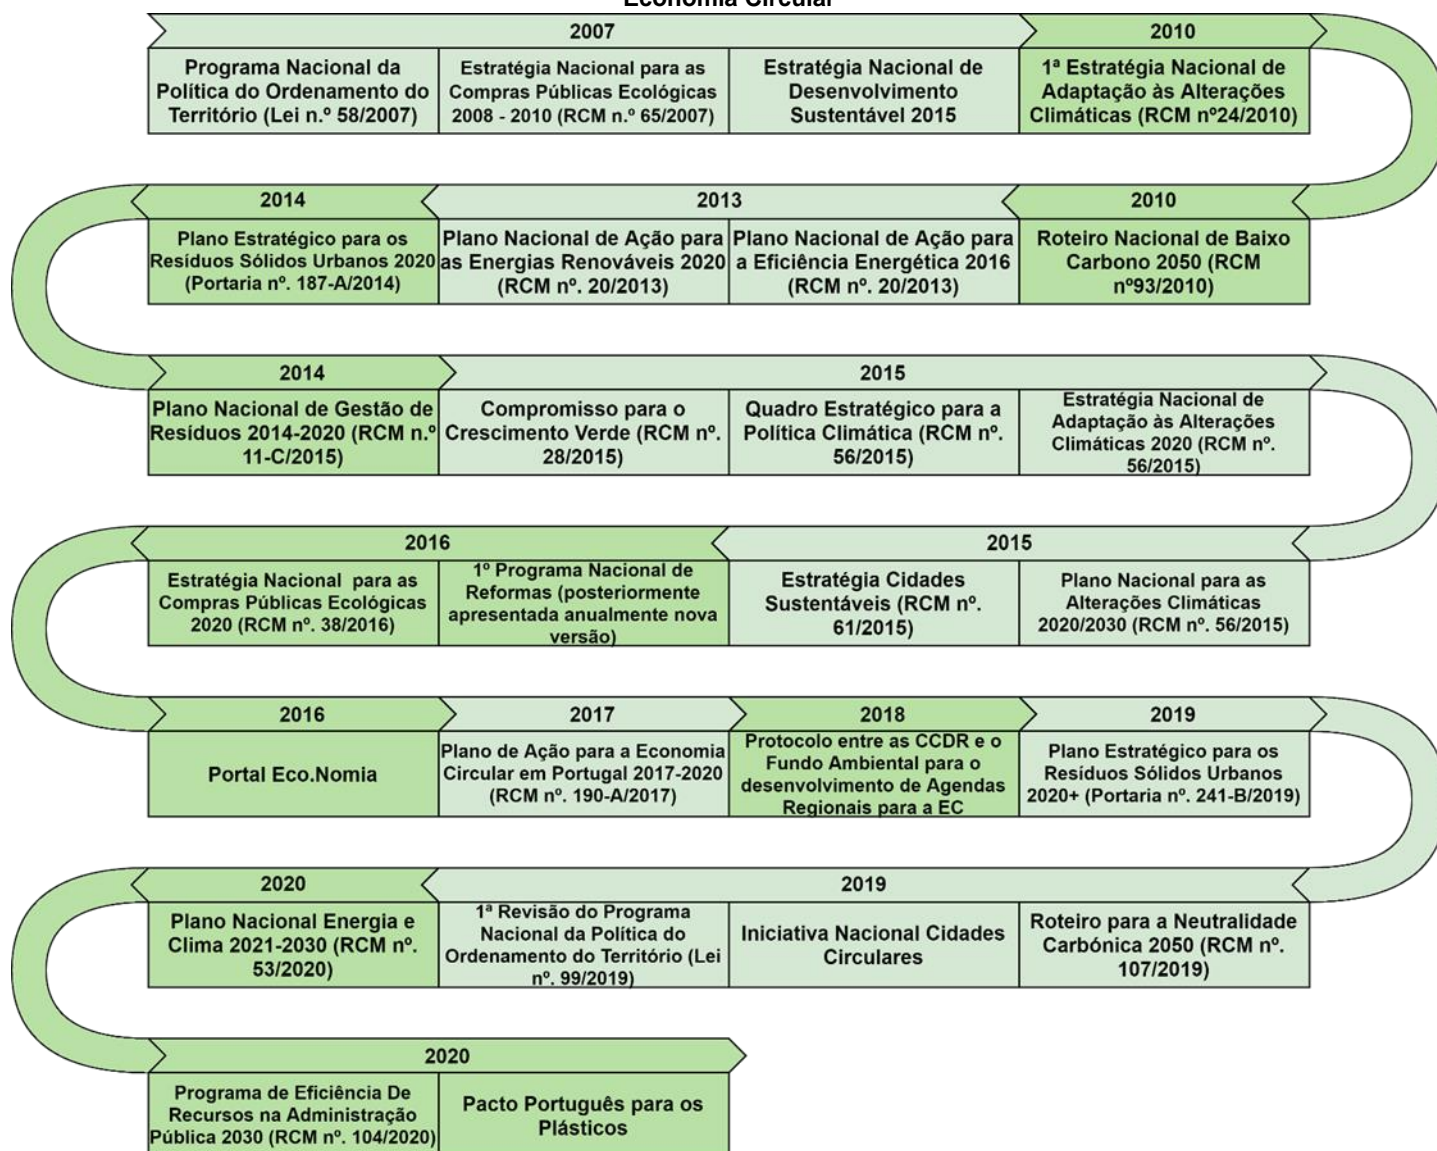 Economia Circular
2007
2010
Programa Nacional da
Política do Ordenamento do
Território (Lei n.º 58/2007)
Estratégia Nacional para as
Compras Públicas Ecológicas
2008 - 2010 (RCM n.º 65/2007)
Estratégia Nacional de
Desenvolvimento
Sustentável 2015
1ª Estratégia Nacional de
Adaptação às Alterações
Climáticas (RCM nº24/2010)
2014
2013
2010
Plano Estratégico para os
Resíduos Sólidos Urbanos 2020
(Portaria nº. 187-A/2014)
Plano Nacional de Ação para
as Energias Renováveis 2020
(RCM nº. 20/2013)
Plano Nacional de Ação para
a Eficiência Energética 2016
(RCM nº. 20/2013)
Roteiro Nacional de Baixo
Carbono 2050 (RCM
nº93/2010)
2014
2015
Plano Nacional de Gestão de
Resíduos 2014-2020 (RCM n.º
11-C/2015)
Compromisso para o
Crescimento Verde (RCM nº.
28/2015)
Quadro Estratégico para a
Política Climática (RCM nº.
56/2015)
Estratégia Nacional de
Adaptação às Alterações
Climáticas 2020 (RCM nº.
56/2015)
2016
2015
Estratégia Nacional para as
Compras Públicas Ecológicas
2020 (RCM nº. 38/2016)
1º Programa Nacional de
Reformas (posteriormente
apresentada anualmente nova
versão)
Estratégia Cidades
Sustentáveis (RCM nº.
61/2015)
Plano Nacional para as
Alterações Climáticas
2020/2030 (RCM nº. 56/2015)
2016
2017
2018
2019
Portal Eco.Nomia
Plano de Ação para a Economia
Circular em Portugal 2017-2020
(RCM nº. 190-A/2017)
Protocolo entre as CCDR e o
Fundo Ambiental para o
desenvolvimento de Agendas
Regionais para a EC
Plano Estratégico para os
Resíduos Sólidos Urbanos
2020+ (Portaria nº. 241-B/2019)
2020
2019
Plano Nacional Energia e
Clima 2021-2030 (RCM nº.
53/2020)
1ª Revisão do Programa
Nacional da Política do
Ordenamento do Território (Lei
nº. 99/2019)
Iniciativa Nacional Cidades
Circulares
Roteiro para a Neutralidade
Carbónica 2050 (RCM nº.
107/2019)
2020
Programa de Eficiência De
Recursos na Administração
Pública 2030 (RCM nº. 104/2020)
Pacto Português para os
Plásticos